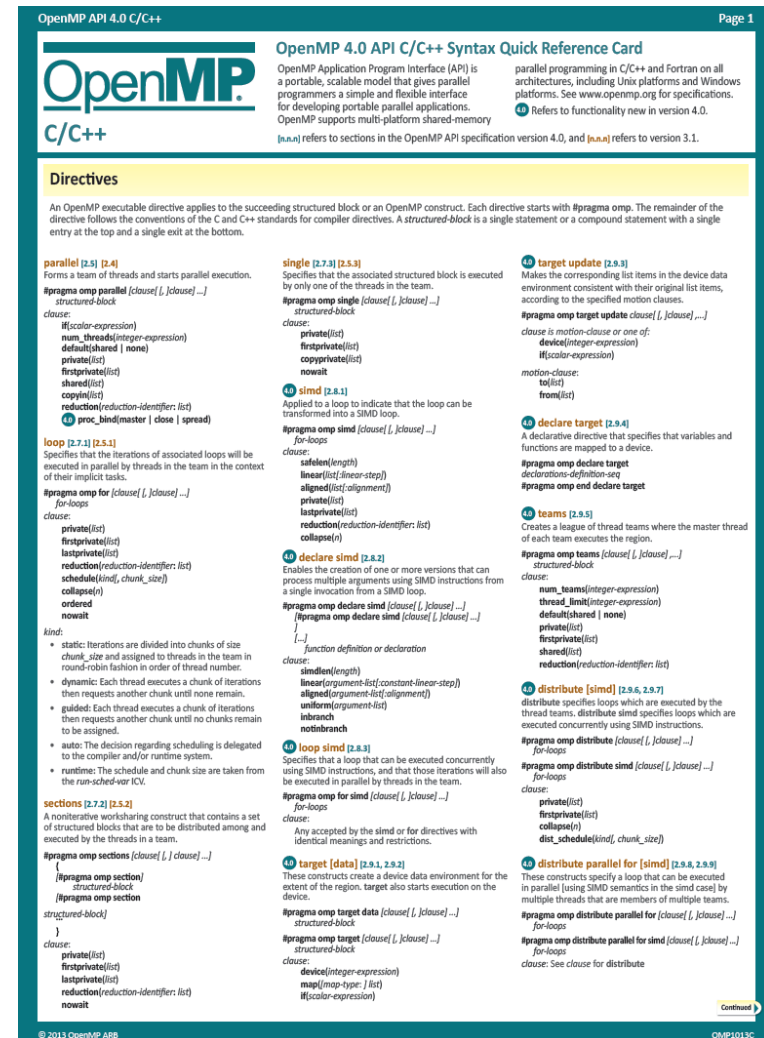 OpenMP API 4.0 C/C++
Page 1
OpenMP®
C/C++
OpenMP 4.0 API C/C++ Syntax Quick Reference Card
OpenMP Application Program Interface (API) is
a portable, scalable model that gives parallel
programmers a simple and flexible interface
for developing portable parallel applications.
OpenMP supports multi-platform shared-memory
parallel programming in C/C++ and Fortran on all
architectures, including Unix platforms and Windows
platforms. See www.openmp.org for specifications.
4.0 Refers to functionality new in version 4.0.
[n.n.n] refers to sections in the OpenMP API specification version 4.0, and [n.n.n] refers to version 3.1.
Directives
An OpenMP executable directive applies to the succeeding structured block or an OpenMP construct. Each directive starts with #pragma omp. The remainder of the
directive follows the conventions of the C and C++ standards for compiler directives. A structured-block is a single statement or a compound statement with a single
entry at the top and a single exit at the bottom.
parallel [2.5] [2.4]
Forms a team of threads and starts parallel execution.
#pragma omp parallel [clause[ [, ]clause] ...]
structured-block
clause:
if(scalar-expression)
num_threads(integer-expression)
default(shared | none)
private(list)
firstprivate(list)
shared(list)
copyin(list)
reduction(reduction-identifier: list)
4.0 proc_bind(master | close | spread)
loop [2.7.1] [2.5.1]
Specifies that the iterations of associated loops will be
executed in parallel by threads in the team in the context
of their implicit tasks.
#pragma omp for [clause[ [, ]clause] ...]
for-loops
clause:
private(list)
firstprivate(list)
lastprivate(list)
reduction(reduction-identifier: list)
schedule(kind[, chunk_size])
collapse(n)
ordered
nowait
kind:
• static: Iterations are divided into chunks of size
chunk_size and assigned to threads in the team in
round-robin fashion in order of thread number.
• dynamic: Each thread executes a chunk of iterations
then requests another chunk until none remain.
• guided: Each thread executes a chunk of iterations
then requests another chunk until no chunks remain
to be assigned.
• auto: The decision regarding scheduling is delegated
to the compiler and/or runtime system.
• runtime: The schedule and chunk size are taken from
the run-sched-var ICV.
sections [2.7.2] [2.5.2]
A noniterative worksharing construct that contains a set
of structured blocks that are to be distributed among and
executed by the threads in a team.
#pragma omp sections [clause[ [, ] clause] ...]
{
[#pragma omp section]
structured-block
[#pragma omp section
structured-block]
...
}
clause:
private(list)
firstprivate(list)
lastprivate(list)
reduction(reduction-identifier: list)
nowait
single [2.7.3] [2.5.3]
Specifies that the associated structured block is executed
by only one of the threads in the team.
#pragma omp single [clause[ [, ]clause] ...]
structured-block
clause:
private(list)
firstprivate(list)
copyprivate(list)
nowait
4.0 simd [2.8.1]
Applied to a loop to indicate that the loop can be
transformed into a SIMD loop.
#pragma omp simd [clause[ [, ]clause] ...]
for-loops
clause:
safelen(length)
linear(list[:linear-step])
aligned(list[:alignment])
private(list)
lastprivate(list)
reduction(reduction-identifier: list)
collapse(n)
4.0 declare simd [2.8.2]
Enables the creation of one or more versions that can
process multiple arguments using SIMD instructions from
a single invocation from a SIMD loop.
#pragma omp declare simd [clause[ [, ]clause] ...]
[#pragma omp declare simd [clause[ [, ]clause] ...]
]
[...]
function definition or declaration
clause:
simdlen(length)
linear(argument-list[:constant-linear-step])
aligned(argument-list[:alignment])
uniform(argument-list)
inbranch
notinbranch
4.0 loop simd [2.8.3]
Specifies that a loop that can be executed concurrently
using SIMD instructions, and that those iterations will also
be executed in parallel by threads in the team.
#pragma omp for simd [clause[ [, ]clause] ...]
for-loops
clause:
Any accepted by the simd or for directives with
identical meanings and restrictions.
4.0 target [data] [2.9.1, 2.9.2]
These constructs create a device data environment for the
extent of the region. target also starts execution on the
device.
#pragma omp target data [clause[ [, ]clause] ...]
structured-block
#pragma omp target [clause[ [, ]clause] ...]
structured-block
clause:
device(integer-expression)
map([map-type: ] list)
if(scalar-expression)
4.0 target update [2.9.3]
Makes the corresponding list items in the device data
environment consistent with their original list items,
according to the specified motion clauses.
#pragma omp target update clause[ [, ]clause] ,...]
clause is motion-clause or one of:
device(integer-expression)
if(scalar-expression)
motion-clause:
to(list)
from(list)
4.0 declare target [2.9.4]
A declarative directive that specifies that variables and
functions are mapped to a device.
#pragma omp declare target
declarations-definition-seq
#pragma omp end declare target
4.0 teams [2.9.5]
Creates a league of thread teams where the master thread
of each team executes the region.
#pragma omp teams [clause[ [, ]clause] ,...]
structured-block
clause:
num_teams(integer-expression)
thread_limit(integer-expression)
default(shared | none)
private(list)
firstprivate(list)
shared(list)
reduction(reduction-identifier: list)
4.0 distribute [simd] [2.9.6, 2.9.7]
distribute specifies loops which are executed by the
thread teams. distribute simd specifies loops which are
executed concurrently using SIMD instructions.
#pragma omp distribute [clause[ [, ]clause] ...]
for-loops
#pragma omp distribute simd [clause[ [, ]clause] ...]
for-loops
clause:
private(list)
firstprivate(list)
collapse(n)
dist_schedule(kind[, chunk_size])
4.0 distribute parallel for [simd] [2.9.8, 2.9.9]
These constructs specify a loop that can be executed
in parallel [using SIMD semantics in the simd case] by
multiple threads that are members of multiple teams.
#pragma omp distribute parallel for [clause[ [, ]clause] ...]
for-loops
#pragma omp distribute parallel for simd [clause[ [, ]clause] ...]
for-loops
clause: See clause for distribute
Continued
© 2013 OpenMP ARB
OMP1013C